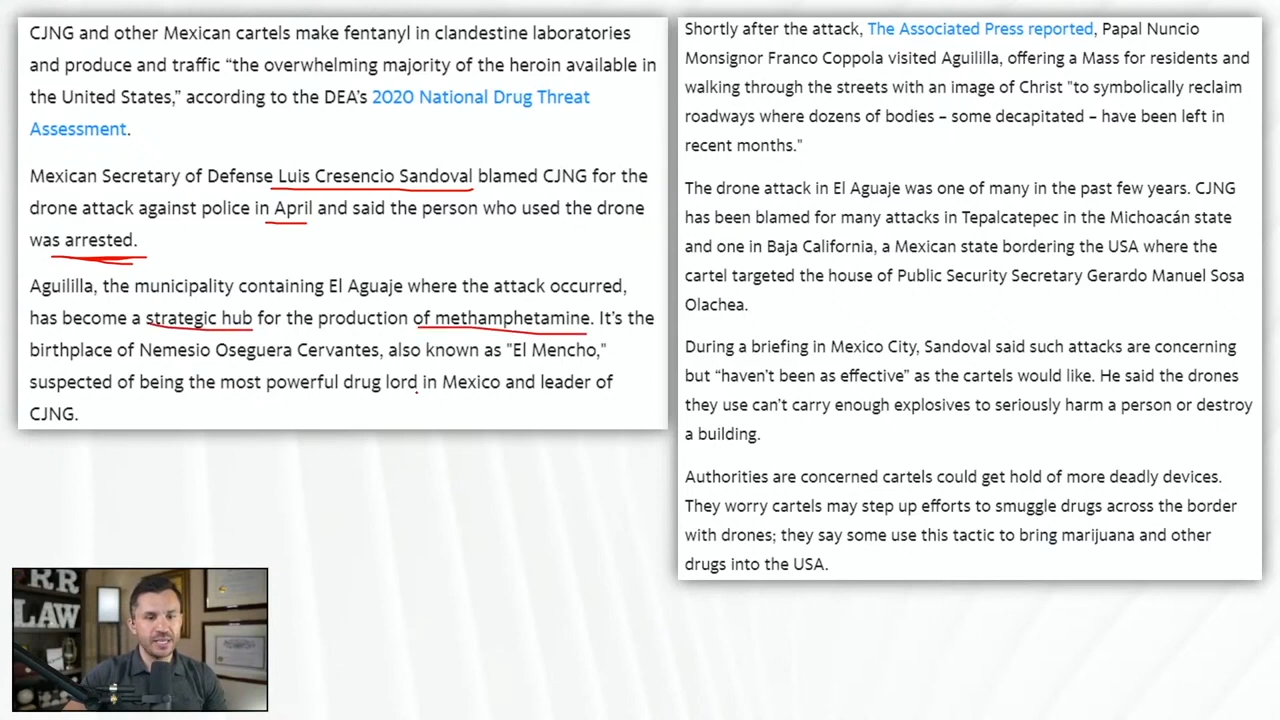 CJNG and other Mexican cartels make fentanyl in clandestine laboratories
and produce and traffic “the overwhelming majority of the heroin available in
the United States,” according to the DEA’s 2020 National Drug Threat
Assessment.
Mexican Secretary of Defense Luis Cresencio Sandoval blamed CJNG for the
drone attack against police in April and said the person who used the drone
was arrested.
Aguililla, the municipality containing El Aguaje where the attack occurred,
has become a strategic hub for the production of methamphetamine. It’s the
birthplace of Nemesio Oseguera Cervantes, also known as "El Mencho,"
suspected of being the most powerful drug lord in Mexico and leader of
CJNG.
Shortly after the attack, The Associated Press reported, Papal Nuncio
Monsignor Franco Coppola visited Aguililla, offering a Mass for residents and
walking through the streets with an image of Christ "to symbolically reclaim
roadways where dozens of bodies – some decapitated – have been left in
recent months."
The drone attack in El Aguaje was one of many in the past few years. CJNG
has been blamed for many attacks in Tepalcatepec in the Michoacán state
and one in Baja California, a Mexican state bordering the USA where the
cartel targeted the house of Public Security Secretary Gerardo Manuel Sosa
Olachea.
During a briefing in Mexico City, Sandoval said such attacks are concerning
but “haven’t been as effective” as the cartels would like. He said the drones
they use can’t carry enough explosives to seriously harm a person or destroy
a building.
Authorities are concerned cartels could get hold of more deadly devices.
They worry cartels may step up efforts to smuggle drugs across the border
with drones; they say some use this tactic to bring marijuana and other
drugs into the USA.
RR
LAW